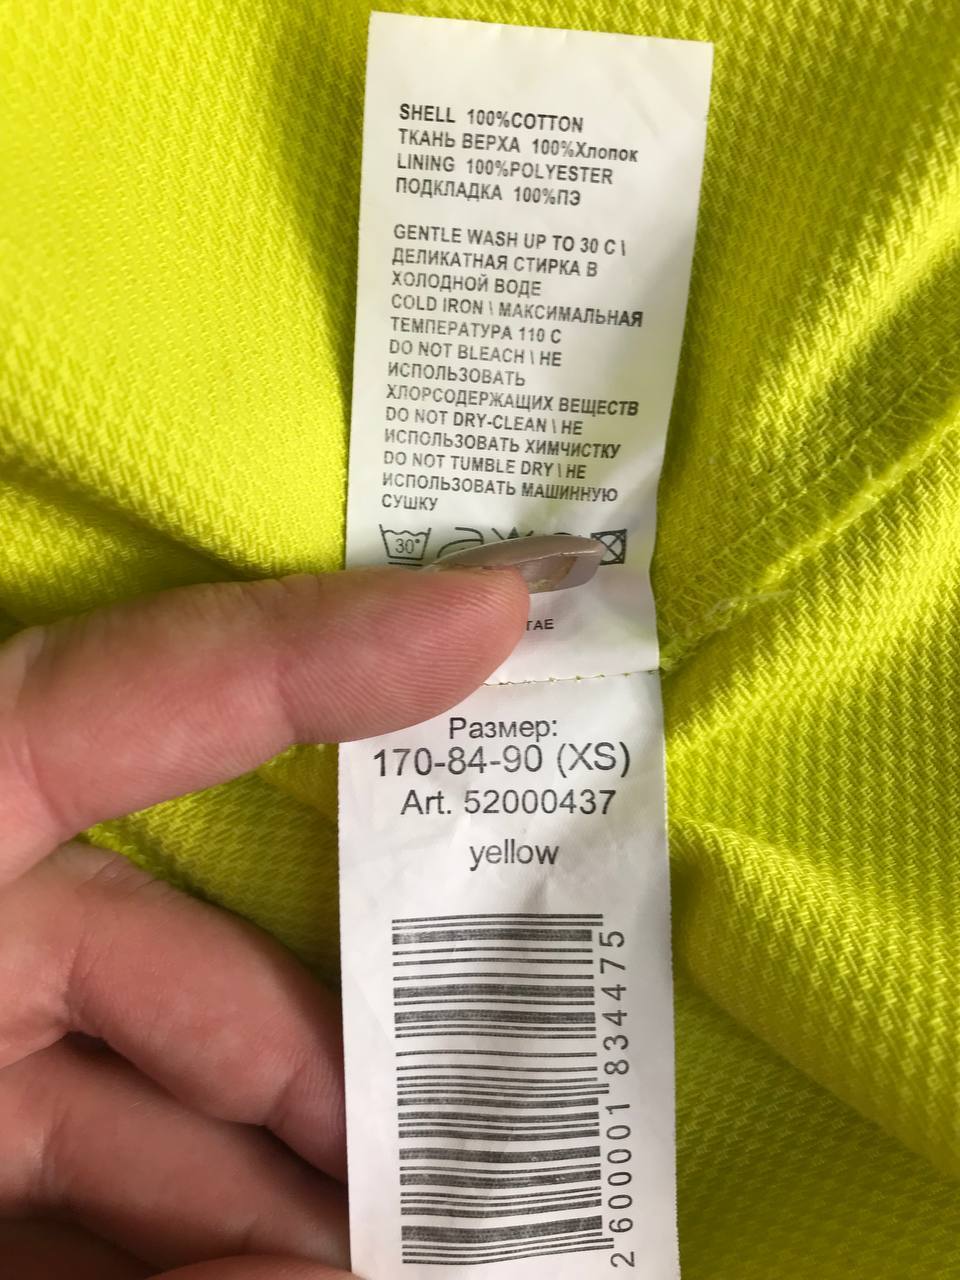 SHELL 100%COTTON
ТКАНЬ ВЕРХА 100%Хлопок
LINING 100%POLYESTER
ПОДКЛАДКА 100%ПЭ
GENTLE WASH UP TO 30 C \
ДЕЛИКАТНАЯ СТИРКА В
ХОЛОДНОЙ ВОДЕ
COLD IRON \ МАКСИМАЛЬНАЯ
ТЕМПЕРАТУРА 110 С
DO NOT BLEACH \ НЕ
ИСПОЛЬЗОВАТЬ
ХЛОРСОДЕРЖАЩИХ ВЕЩЕСТВ
DO NOT DRY-CLEAN \ НЕ
ИСПОЛЬЗОВАТЬ ХИМЧИСТКУ
DO NOT TUMBLE DRY \ НЕ
ИСПОЛЬЗОВАТЬ МАШИННУЮ
СУШКУ
30°
Размер:
170-84-90 (XS)
Art. 52000437
yellow
2600001834475